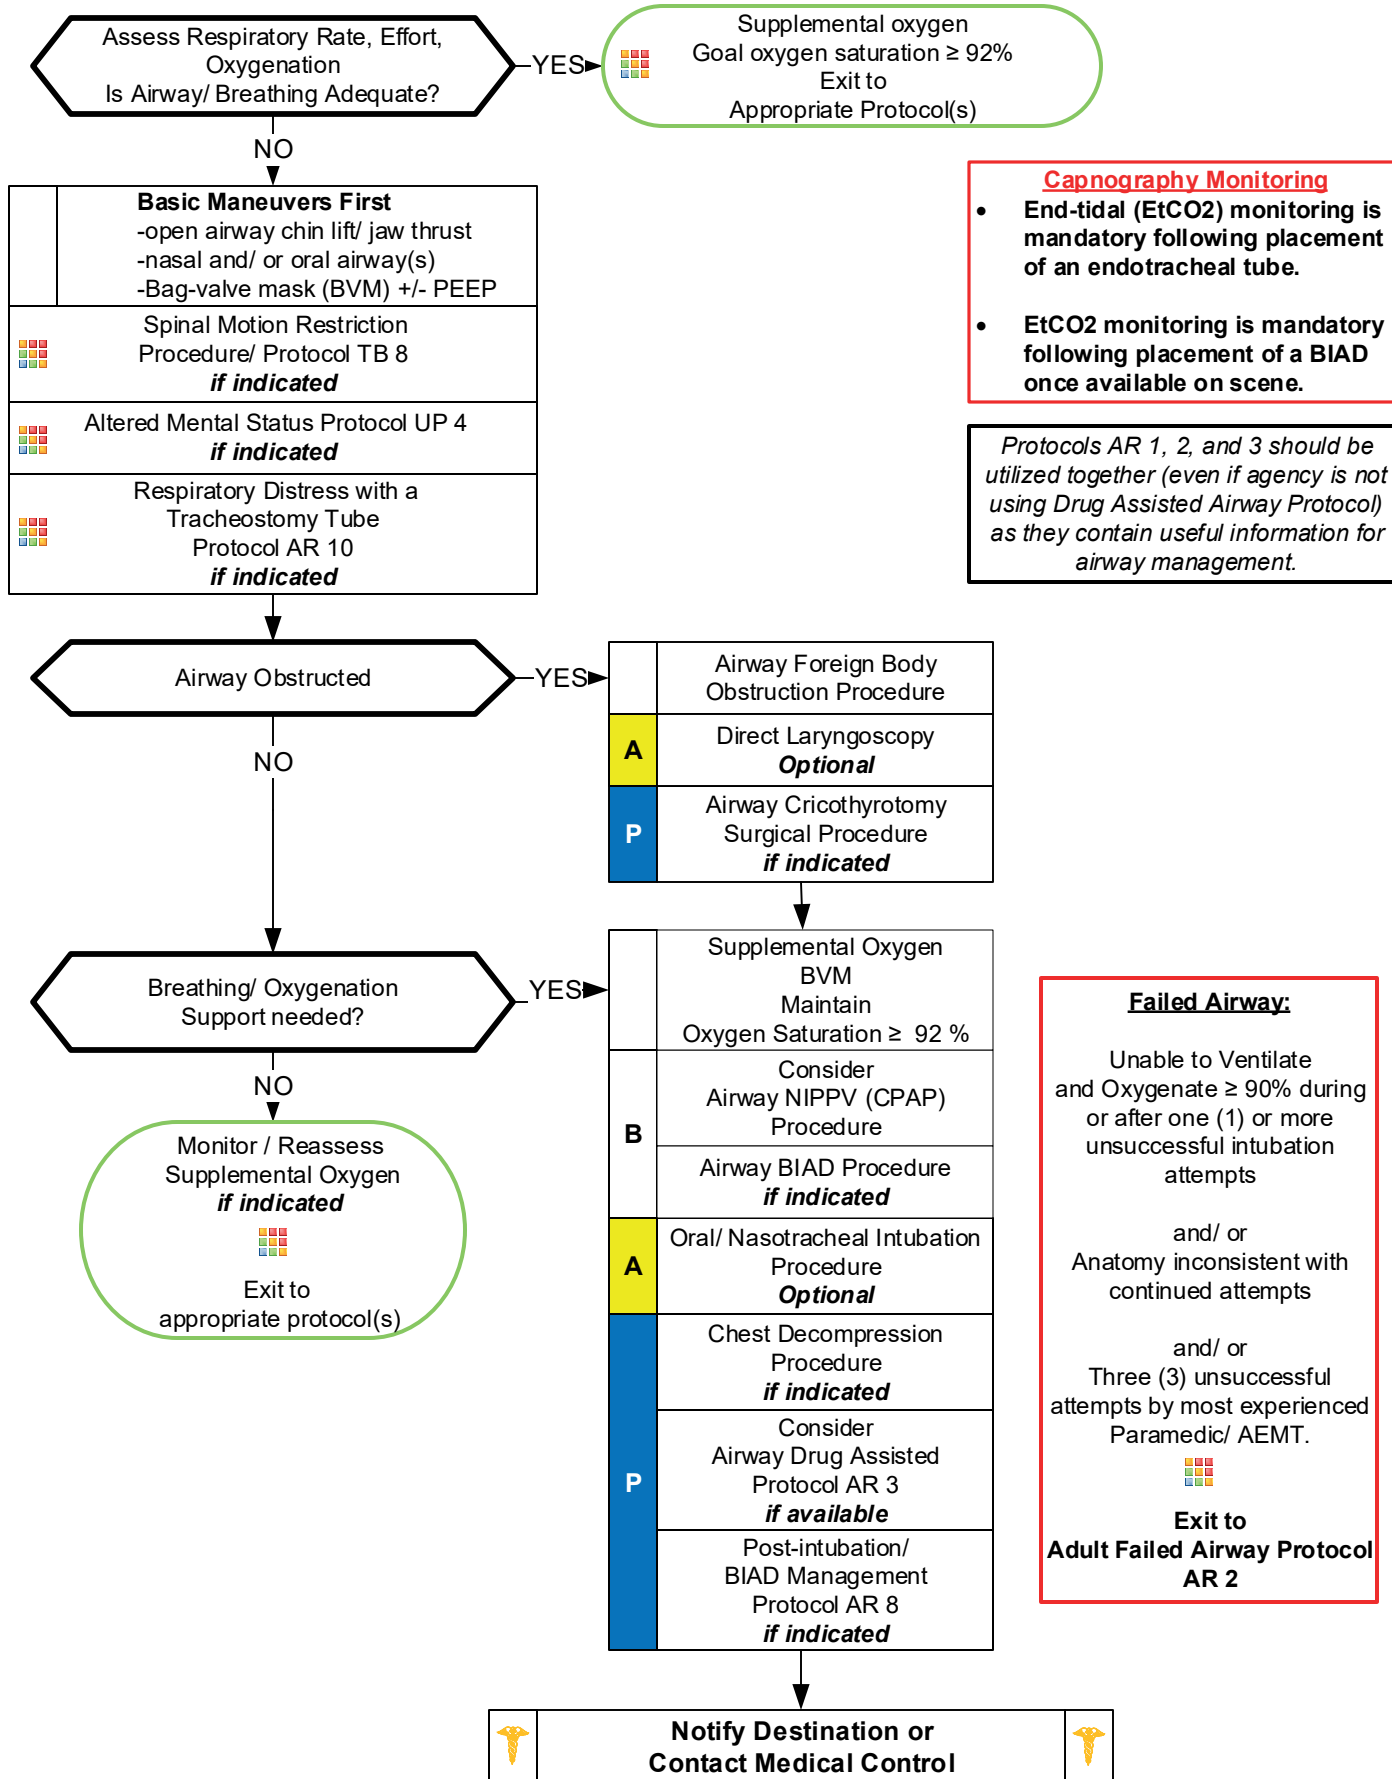 Assess Respiratory Rate, Effort,
Oxygenation
Is Airway/ Breathing Adequate?
YES
Supplemental oxygen
Goal oxygen saturation ≥ 92%
Exit to
Appropriate Protocol(s)
NO
Basic Maneuvers First
-open airway chin lift/ jaw thrust
-nasal and/ or oral airway(s)
-Bag-valve mask (BVM) +/- PEEP
Spinal Motion Restriction
Procedure/ Protocol TB 8
if indicated
Altered Mental Status Protocol UP 4
if indicated
Respiratory Distress with a
Tracheostomy Tube
Protocol AR 10
if indicated
Capnography Monitoring
• End-tidal (EtCO2) monitoring is
mandatory following placement
of an endotracheal tube.
• EtCO2 monitoring is mandatory
following placement of a BIAD
once available on scene.
Protocols AR 1, 2, and 3 should be
utilized together (even if agency is not
using Drug Assisted Airway Protocol)
as they contain useful information for
airway management.
Airway Obstructed
YES
Airway Foreign Body
Obstruction Procedure
A
Direct Laryngoscopy
Optional
P
Airway Cricothyrotomy
Surgical Procedure
if indicated
NO
Breathing/ Oxygenation
Support needed?
YES
Supplemental Oxygen
BVM
Maintain
Oxygen Saturation ≥ 92 %
B
Consider
Airway NIPPV (CPAP)
Procedure
Airway BIAD Procedure
if indicated
A
Oral/ Nasotracheal Intubation
Procedure
Optional
P
Chest Decompression
Procedure
if indicated
Consider
Airway Drug Assisted
Protocol AR 3
if available
Post-intubation/
BIAD Management
Protocol AR 8
if indicated
NO
Monitor / Reassess
Supplemental Oxygen
if indicated
Exit to
appropriate protocol(s)
Failed Airway:
Unable to Ventilate
and Oxygenate ≥ 90% during
or after one (1) or more
unsuccessful intubation
attempts
and/ or
Anatomy inconsistent with
continued attempts
and/ or
Three (3) unsuccessful
attempts by most experienced
Paramedic/ AEMT.
Exit to
Adult Failed Airway Protocol
AR 2
Notify Destination or
Contact Medical Control